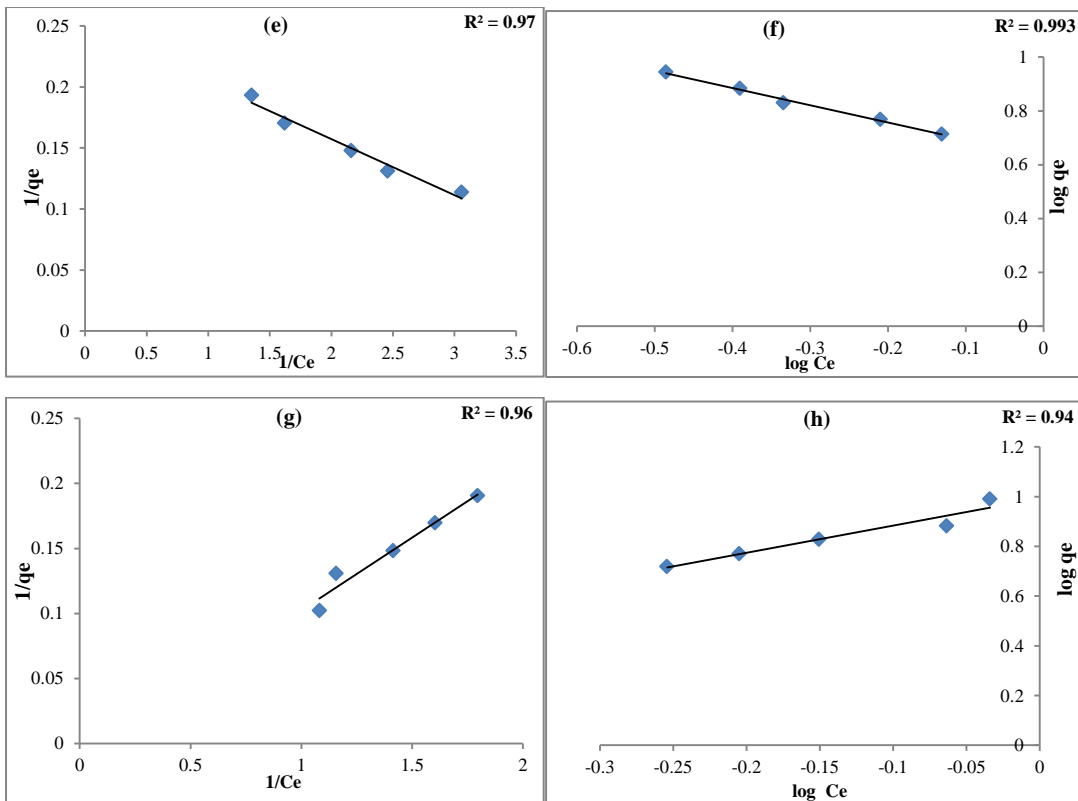 (e)
R² = 0.97
0.25
0.2
0.15
0.1
0.05
0
1/qe
0 0.5 1 1.5 2 2.5 3 3.5
1/Ce
(f)
R² = 0.993
1
0.8
0.6
0.4
0.2
0
log qe
-0.6 -0.5 -0.4 -0.3 -0.2 -0.1 0
log Ce
(g)
R² = 0.96
0.25
0.2
0.15
0.1
0.05
0
1/qe
0 1 1.5 2
1/Ce
(h)
R² = 0.94
1.2
1
0.8
0.6
0.4
0.2
0
log qe
-0.3 -0.25 -0.2 -0.15 -0.1 -0.05 0
log Ce